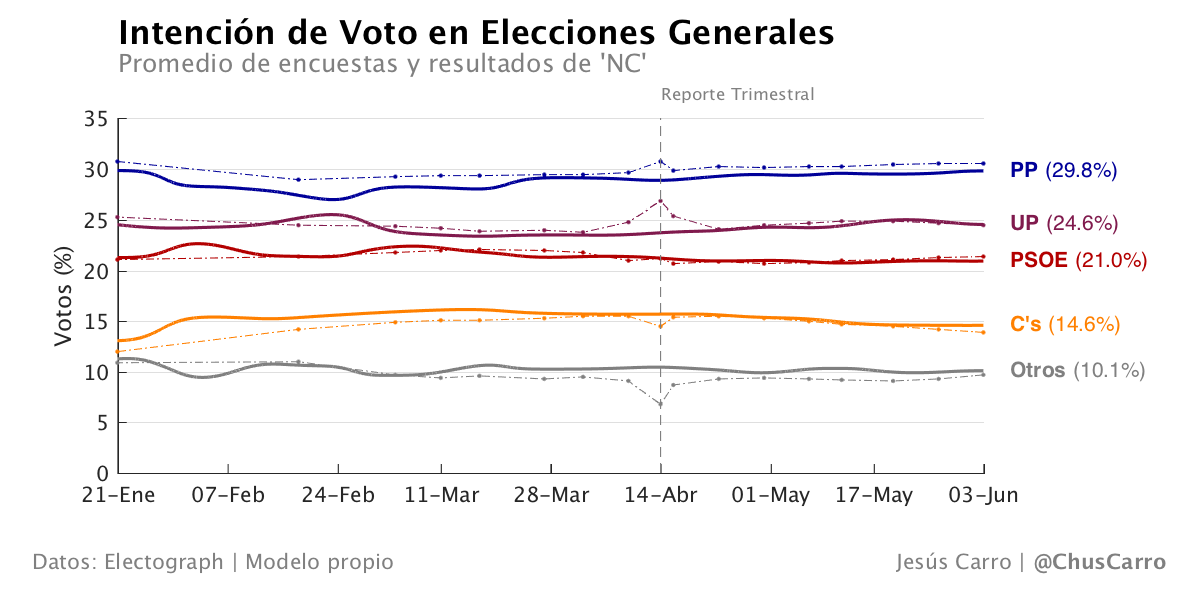 Intención de Voto en Elecciones Generales
Promedio de encuestas y resultados de 'NC'
Reporte Trimestral
35
30
25
20
15
10
5
0
Votos (%)
PP (29.8%)
UP (24.6%)
PSOE (21.0%)
C's (14.6%)
Otros (10.1%)
21-Ene 07-Feb 24-Feb 11-Mar 28-Mar 14-Abr 01-May 17-May 03-Jun
Datos: Electograph | Modelo propio
Jesús Carro | @ChusCarro